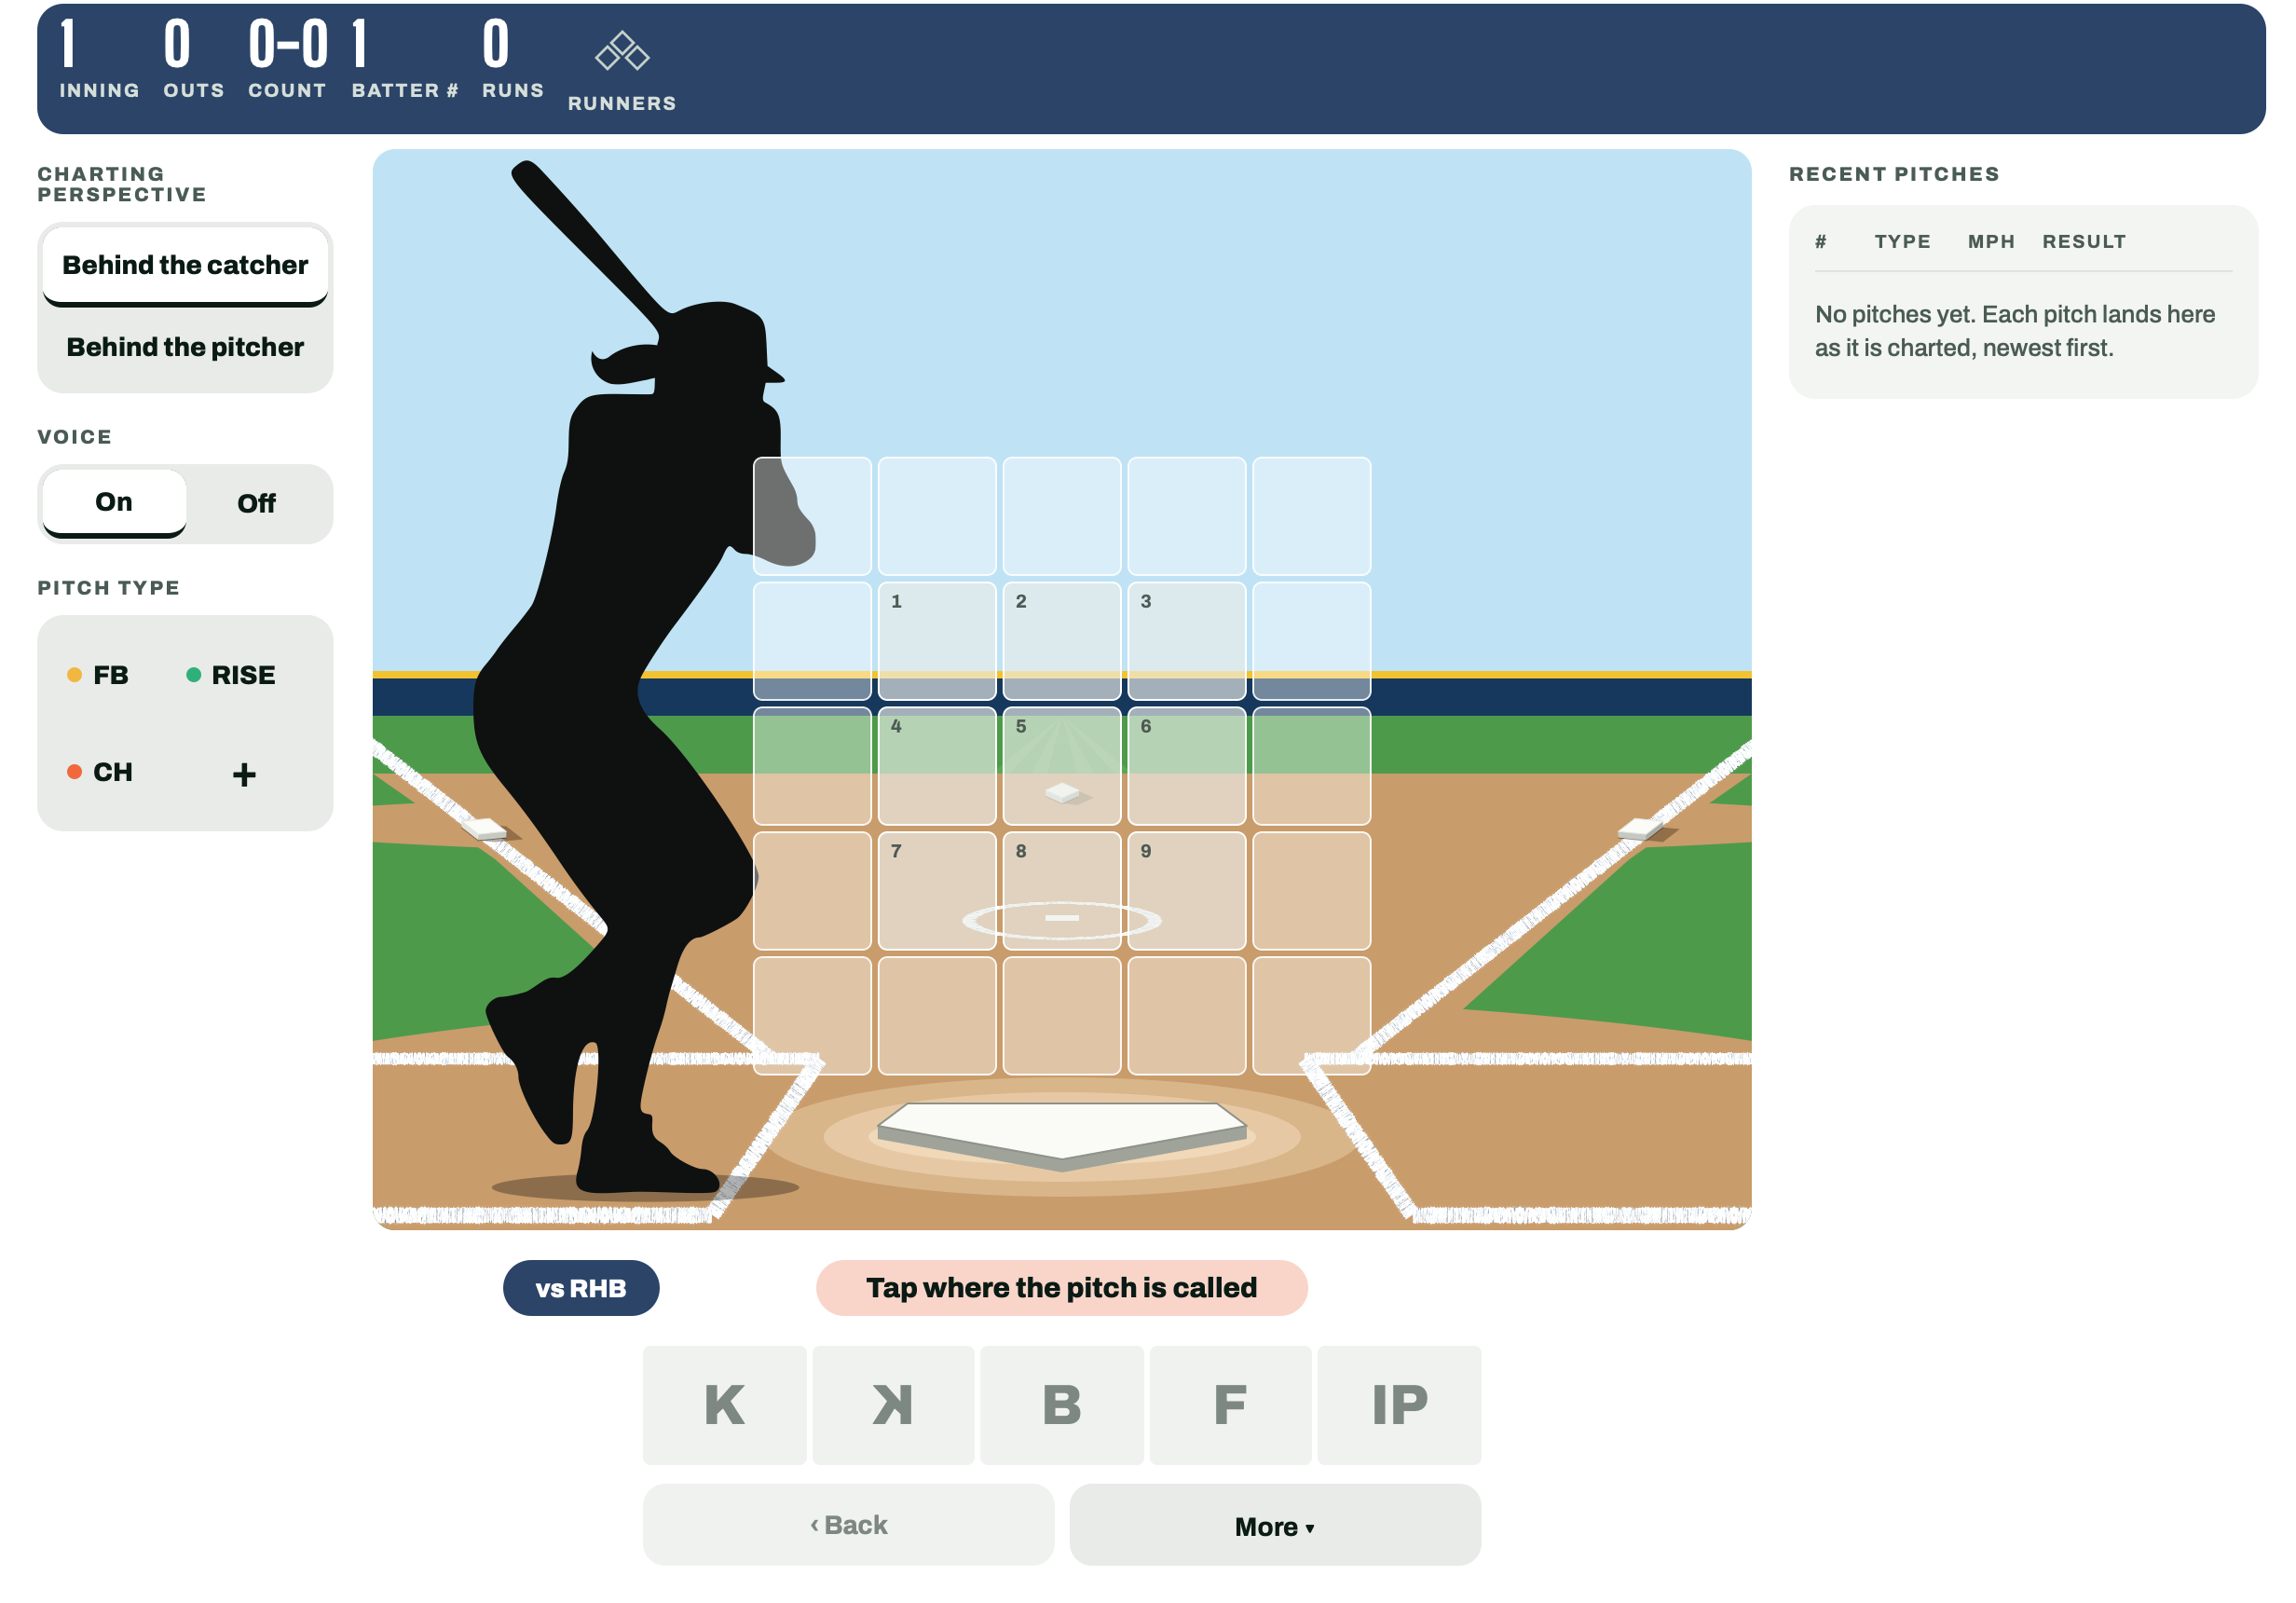 1 0 0-0 1 0
INNING OUTS COUNT BATTER # RUNS RUNNERS
CHARTING
PERSPECTIVE
Behind the catcher
Behind the pitcher
VOICE
On Off
PITCH TYPE
FB RISE
CH +
1 2 3
4 5 6
7 8 9
vs RHB
Tap where the pitch is called
K ꓘ B F IP
‹ Back
More ▾
RECENT PITCHES
# TYPE MPH RESULT
No pitches yet. Each pitch lands here
as it is charted, newest first.